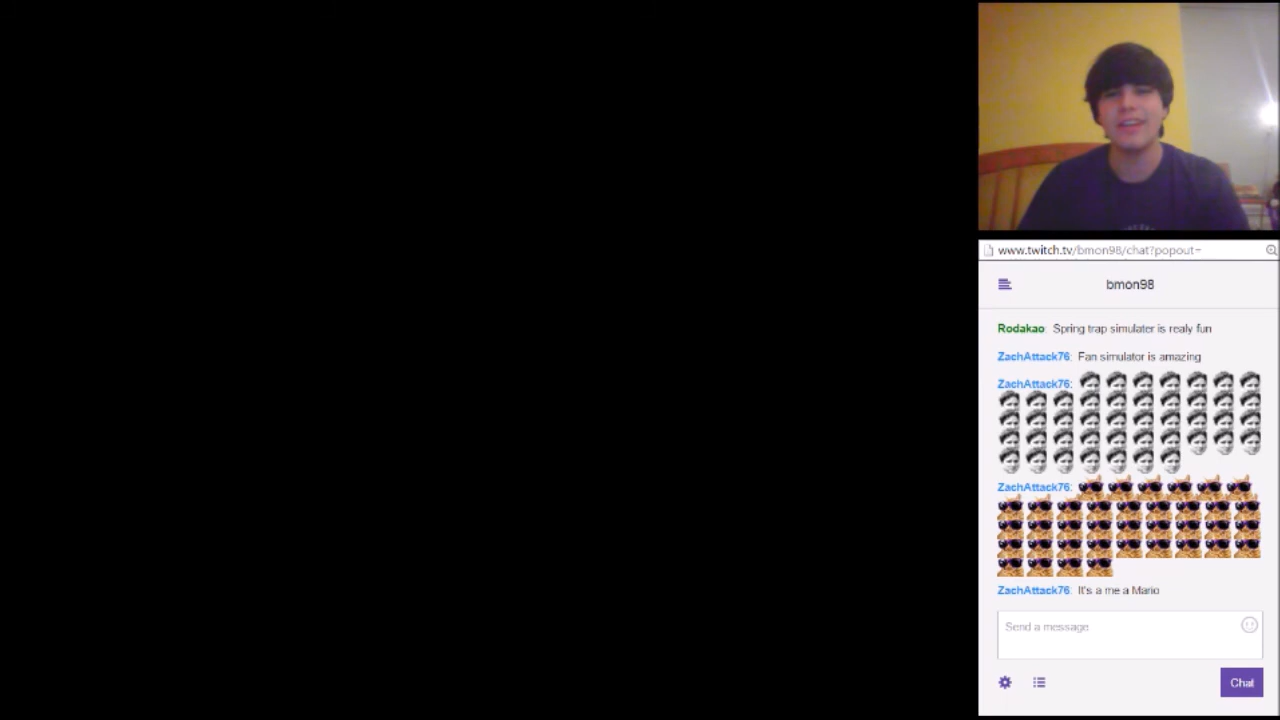 www.twitch.tv/bmon98/chat?popout=
bmon98
Rodakao: Spring trap simulater is realy fun
ZachAttack76: Fan simulator is amazing
ZachAttack76:
ZachAttack76:
ZachAttack76: It's a me a Mario
Send a message
Chat